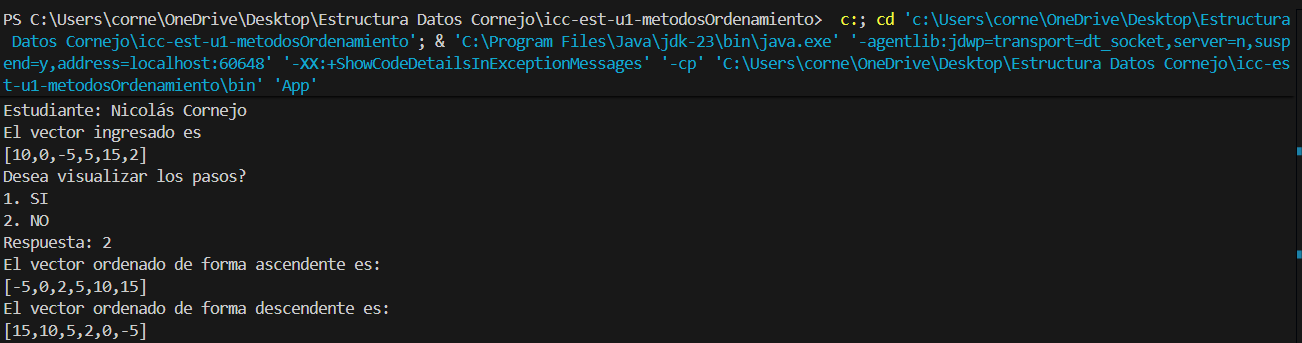 PS C:\Users\corne\OneDrive\Desktop\Estructura Datos Cornejo\icc-est-u1-metodosOrdenamiento>  c:; cd 'c:\Users\corne\OneDrive\Desktop\Estructura
 Datos Cornejo\icc-est-u1-metodosOrdenamiento'; & 'C:\Program Files\Java\jdk-23\bin\java.exe' '-agentlib:jdwp=transport=dt_socket,server=n,susp
end=y,address=localhost:60648' '-XX:+ShowCodeDetailsInExceptionMessages' '-cp' 'C:\Users\corne\OneDrive\Desktop\Estructura Datos Cornejo\icc-es
t-u1-metodosOrdenamiento\bin' 'App'
Estudiante: Nicolás Cornejo
El vector ingresado es
[10,0,-5,5,15,2]
Desea visualizar los pasos?
1. SI
2. NO
Respuesta: 2
El vector ordenado de forma ascendente es:
[-5,0,2,5,10,15]
El vector ordenado de forma descendente es:
[15,10,5,2,0,-5]